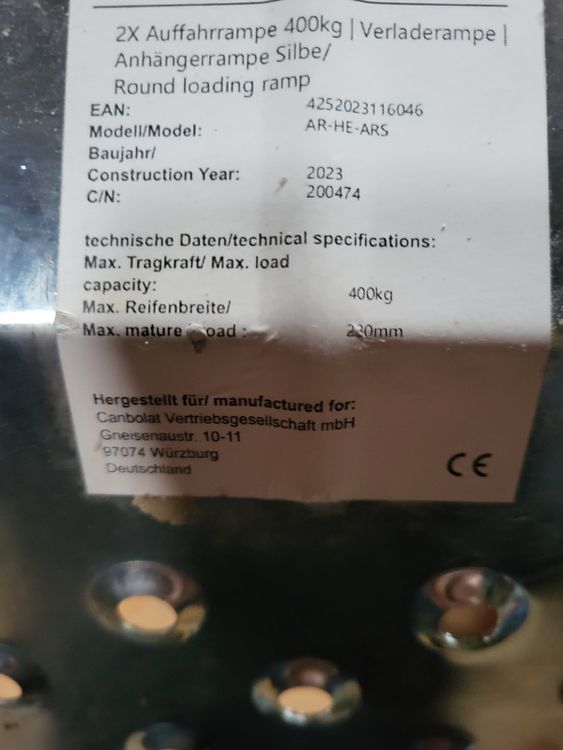 2X Auffahrrampe 400kg | Verladerampe |
Anhängerrampe Silbe/
Round loading ramp
EAN: 4252023116046
Modell/Model: AR-HE-ARS
Baujahr/
Construction Year: 2023
C/N: 200474
technische Daten/technical specifications:
Max. Tragkraft/ Max. load
capacity: 400kg
Max. Reifenbreite/
Max. mature oad : 230mm
Hergestellt für/ manufactured for:
Canbolat Vertriebsgesellschaft mbH
Gneisenaustr. 10-11
97074 Würzburg
Deutschland
CE